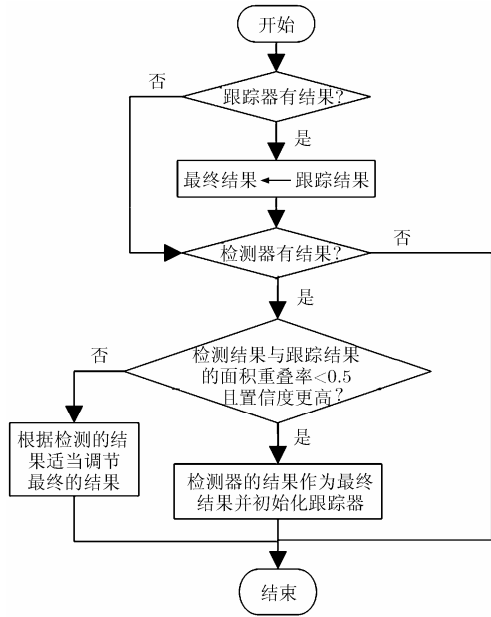 开始
否
跟踪器有结果?
是
最终结果←跟踪结果
检测器有结果?
否
是
检测结果与跟踪结果
的面积重叠率<0.5
且置信度更高?
否
是
根据检测的结
果适当调节
最终的结果
检测器的结果作为最终
结果并初始化跟踪器
结束